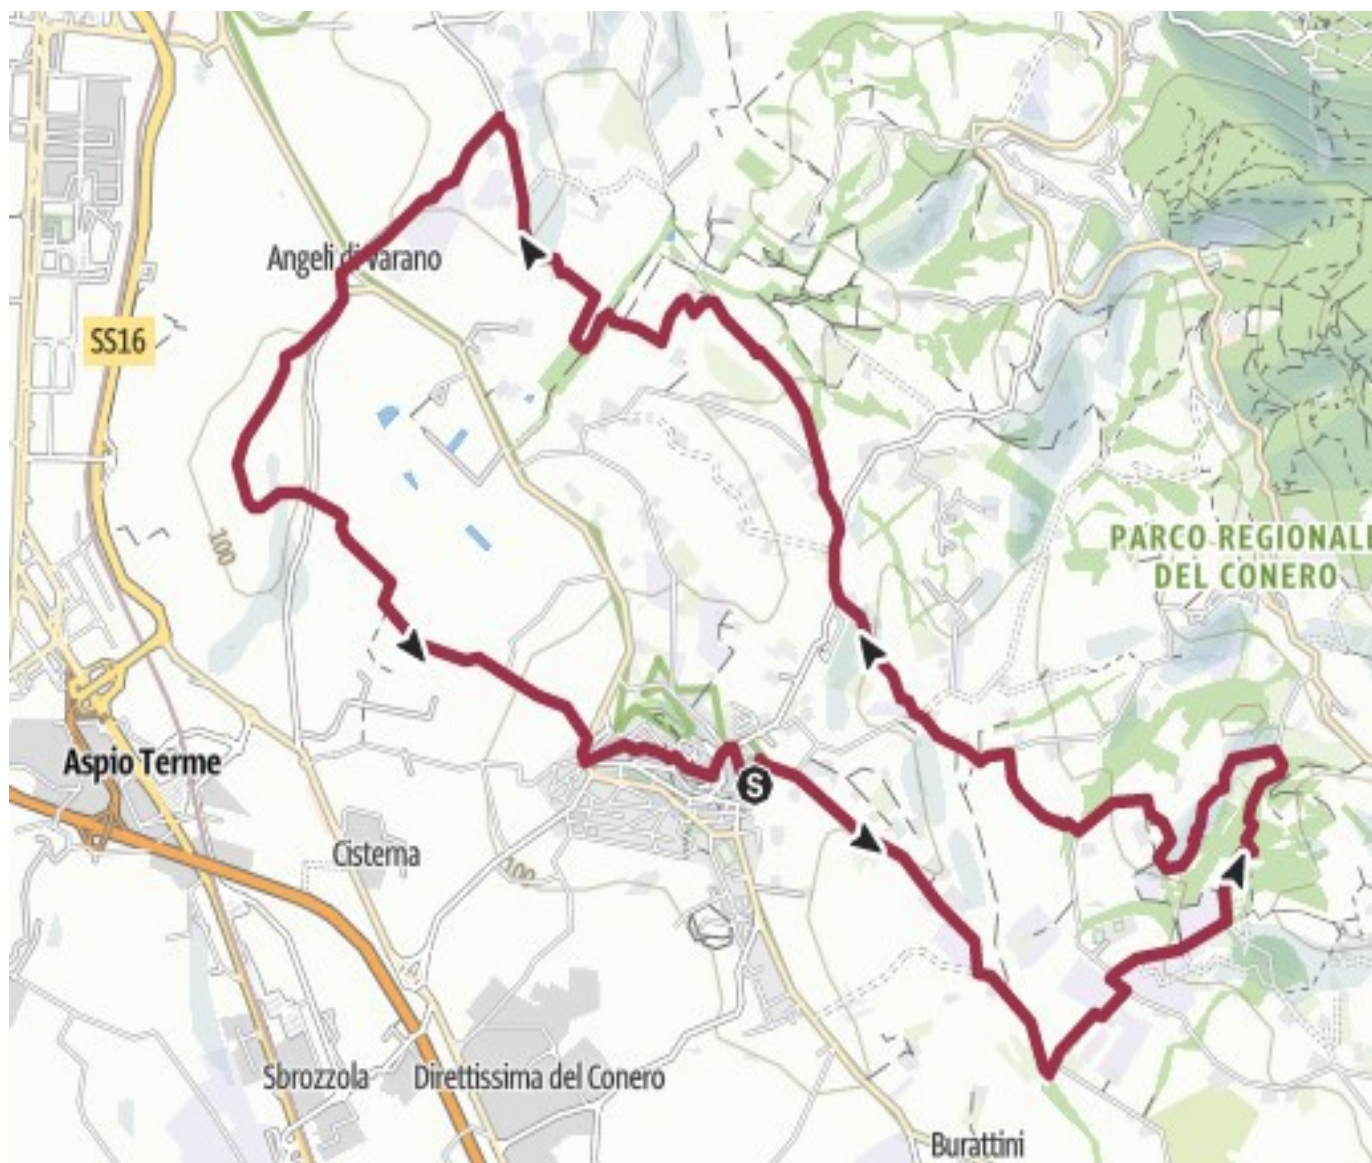 Angeli di Varano
SS16
100
PARCO REGIONALE
DEL CONERO
Aspio Terme
S
Cisterna
100
Sbrozzola
Direttissima del Conero
Burattini